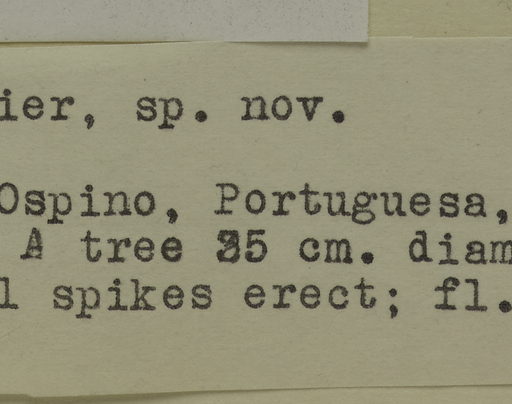 ier, sp. nov.
Ospino, Portuguesa,
A tree cm. diam
l spikes erect; fl.